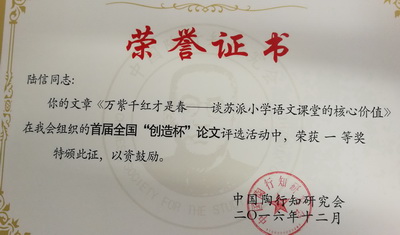 荣誉证书
陆信同志：
你的文章《万紫千红才是春——谈苏派小学语文课堂的核心价值》
在我会组织的首届全国“创造杯”论文评选活动中，荣获 一 等奖
特颁此证，以资鼓励。
中国陶行知研究会
二〇一六年十二月